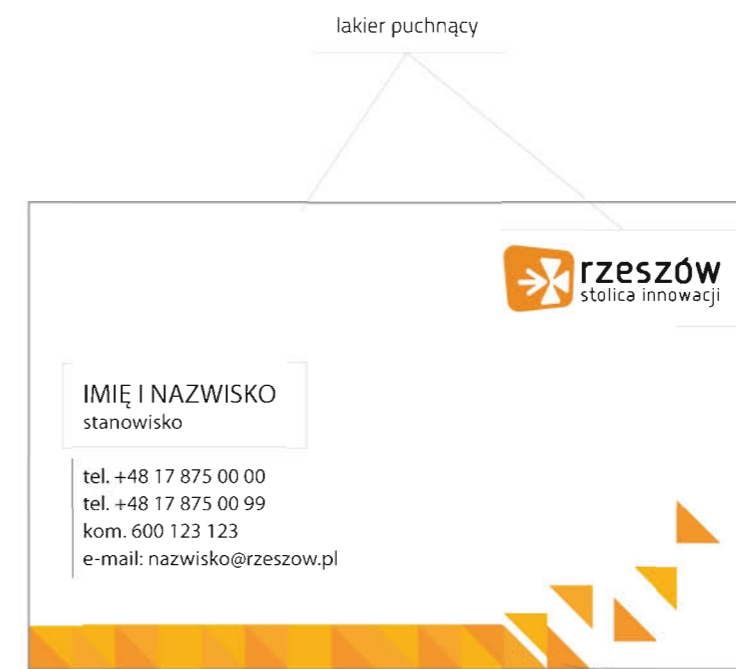 lakier puchnący
rzeszów
stolica innowacji
IMIĘ I NAZWISKO
stanowisko
tel. +48 17 875 00 00
tel. +48 17 875 00 99
kom. 600 123 123
e-mail: nazwisko@rzeszow.pl